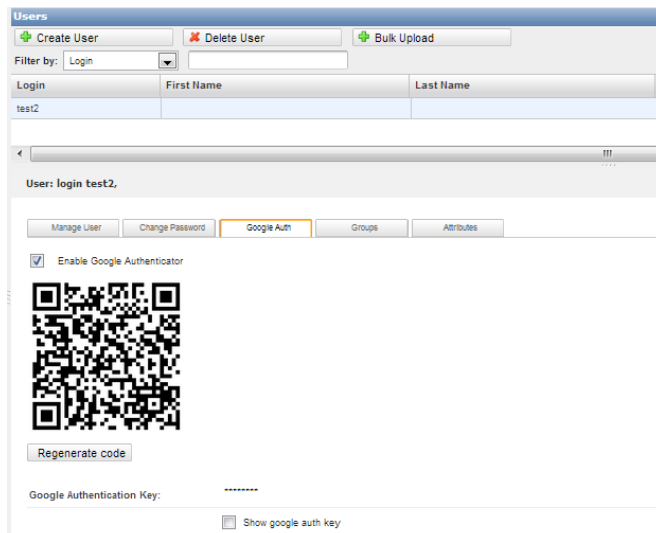 Users
Create User Delete User Bulk Upload
Filter by: Login
Login First Name Last Name
test2
User: login test2,
Manage User Change Password Google Auth Groups Attributes
Enable Google Authenticator
Regenerate code
Google Authentication Key: --------
Show google auth key